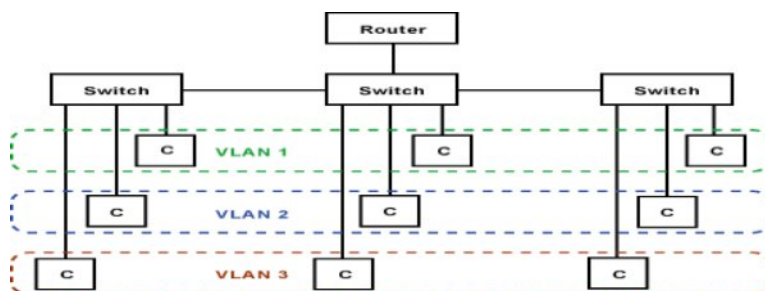 Router
Switch Switch Switch
C VLAN 1 C C
C VLAN 2 C C
C VLAN 3 C C